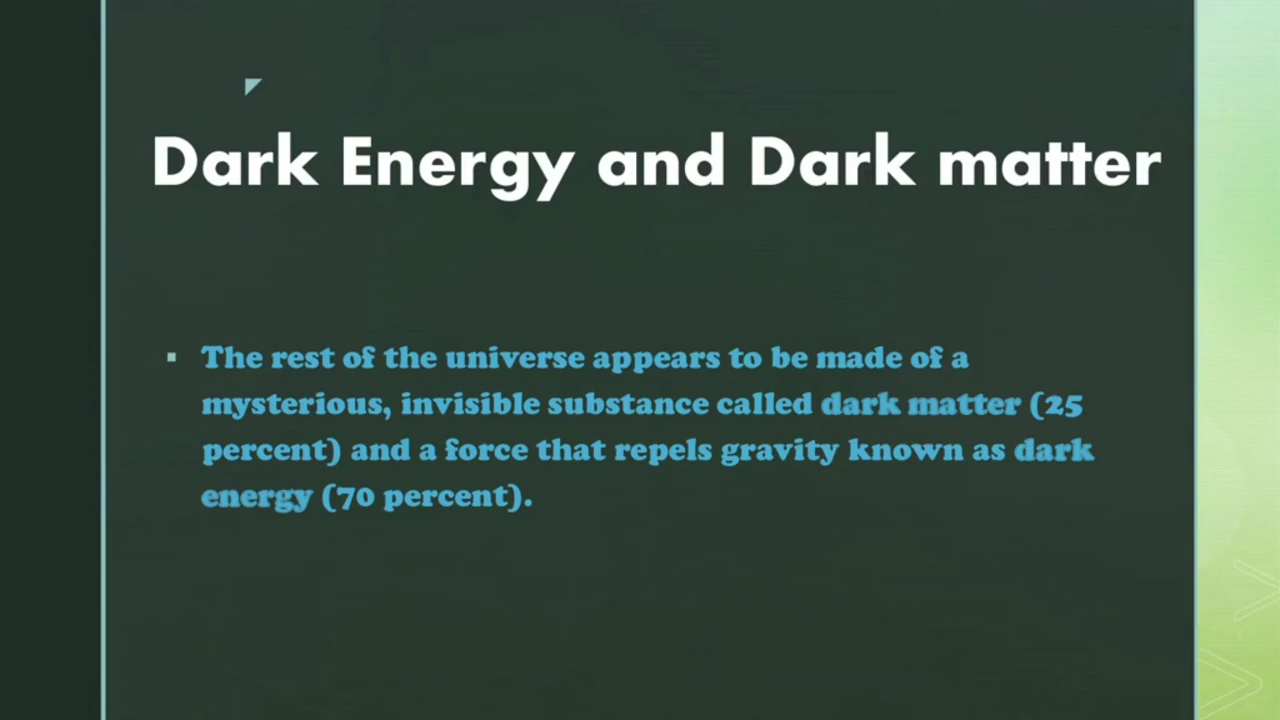 Dark Energy and Dark matter
The rest of the universe appears to be made of a
mysterious, invisible substance called dark matter (25
percent) and a force that repels gravity known as dark
energy (70 percent).